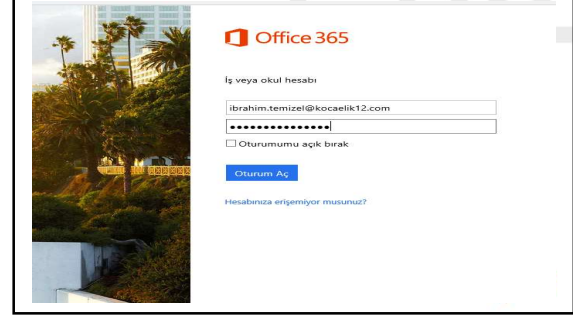 Office 365
İş veya okul hesabı
ibrahim.temizel@kocaelik12.com
•••••••••••••••
Oturumumu açık bırak
Oturum Aç
Hesabınıza erişemiyor musunuz?